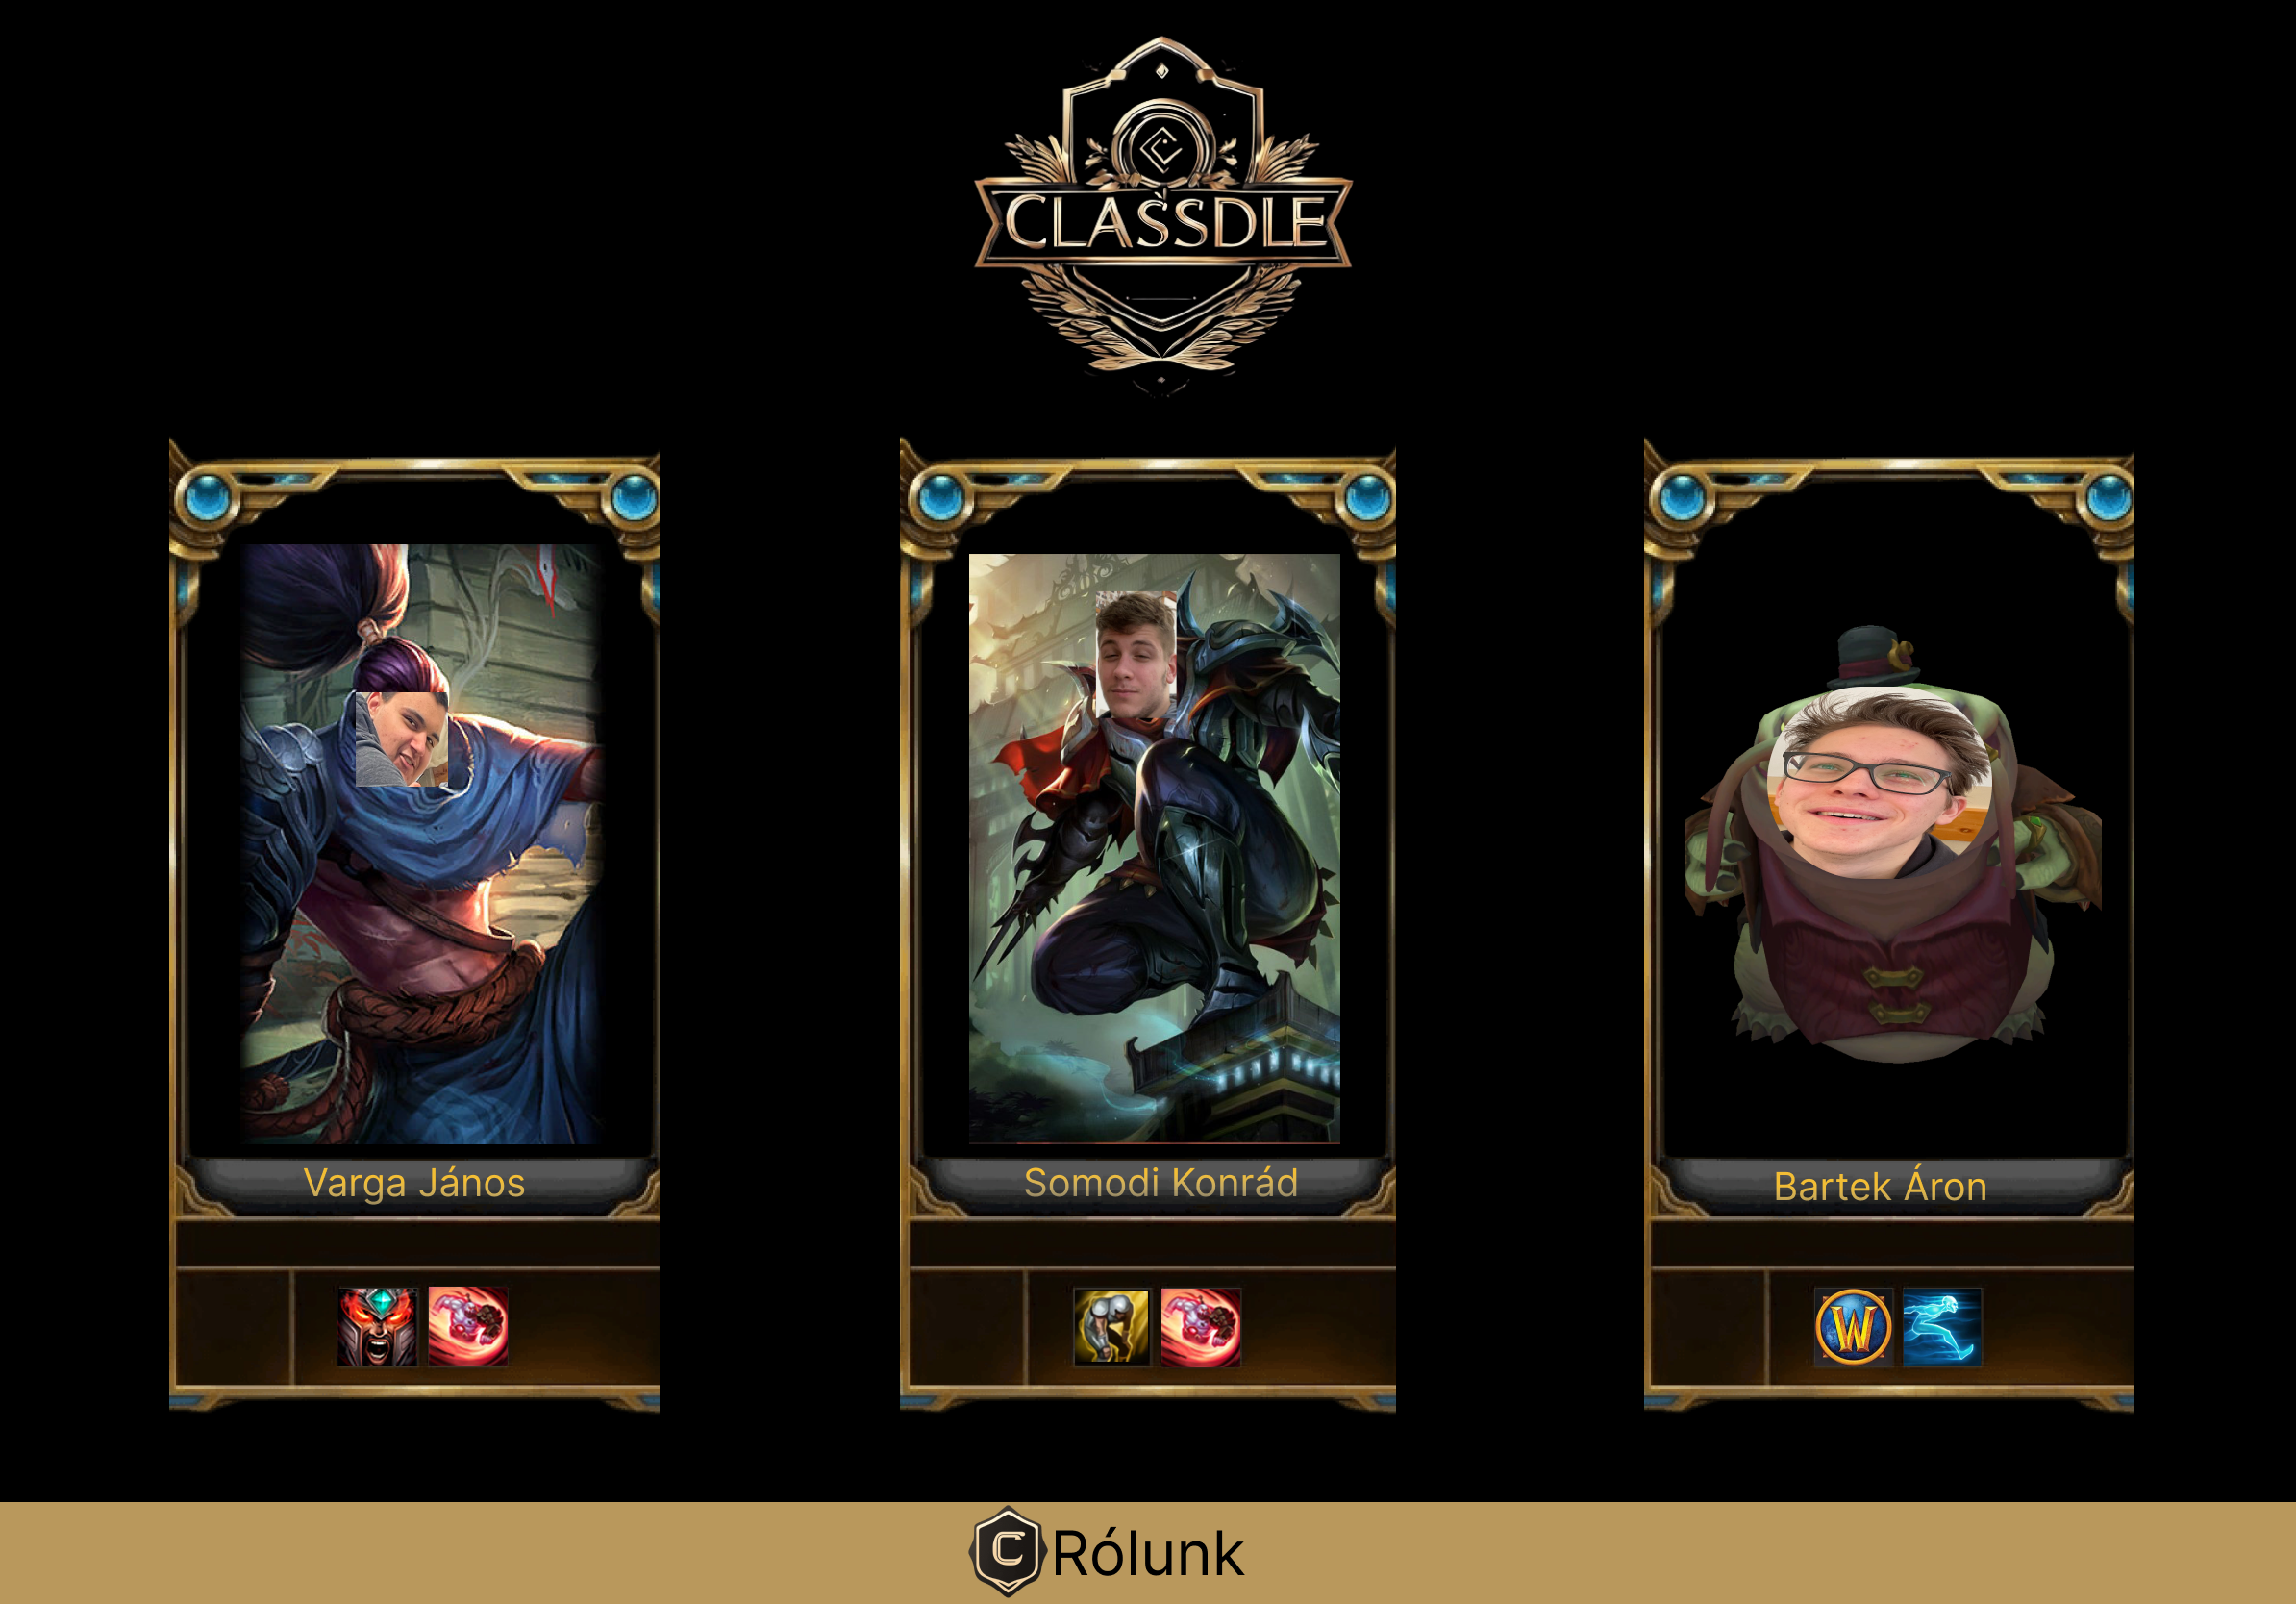 CLASSDLE
Varga János
Somodi Konrád
Bartek Áron
W
C Rólunk